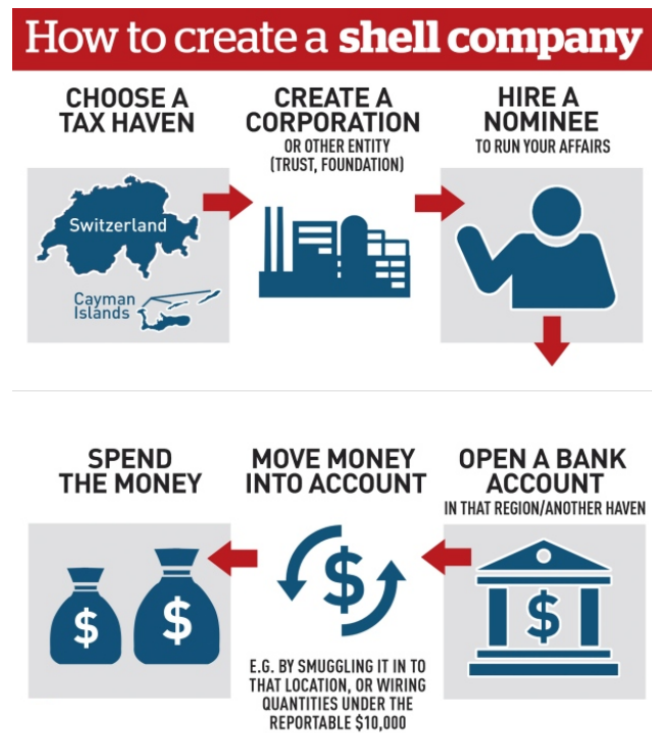 How to create a shell company
CHOOSE A
TAX HAVEN
Switzerland
Cayman
Islands
CREATE A
CORPORATION
OR OTHER ENTITY
(TRUST, FOUNDATION)
HIRE A
NOMINEE
TO RUN YOUR AFFAIRS
OPEN A BANK
ACCOUNT
IN THAT REGION/ANOTHER HAVEN
$
MOVE MONEY
INTO ACCOUNT
$
E.G. BY SMUGGLING IT IN TO
THAT LOCATION, OR WIRING
QUANTITIES UNDER THE
REPORTABLE $10,000
SPEND
THE MONEY
$
$